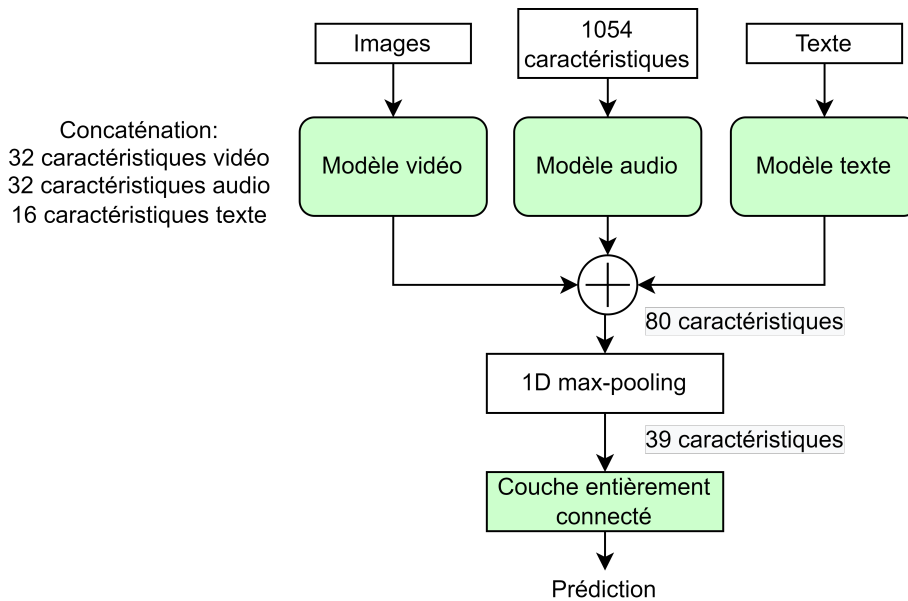 Images
1054
caractéristiques
Texte
Concaténation:
32 caractéristiques vidéo
32 caractéristiques audio
16 caractéristiques texte
Modèle vidéo
Modèle audio
Modèle texte
80 caractéristiques
1D max-pooling
39 caractéristiques
Couche entièrement
connecté
Prédiction